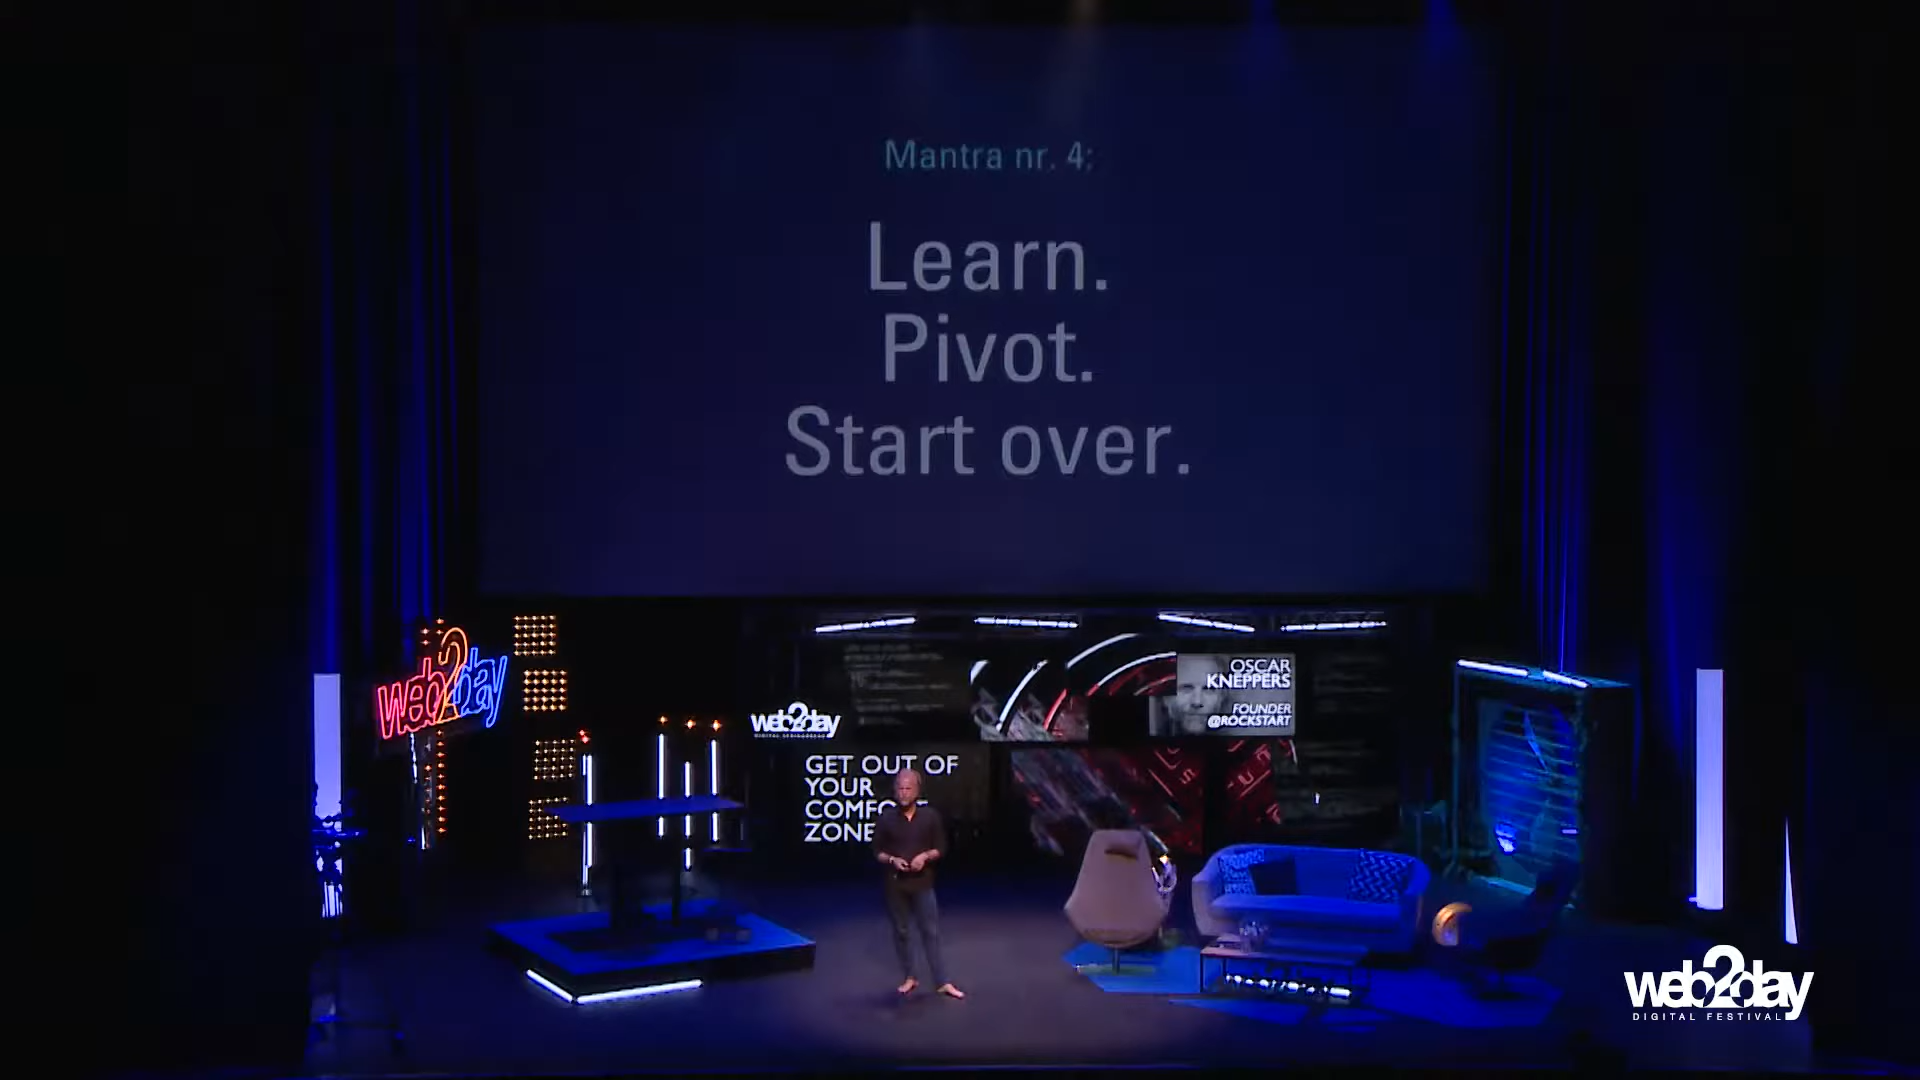 Mantra nr. 4:
Learn.
Pivot.
Start over.
web2day
web2day
OSCAR
KNEPPERS
FOUNDER
@ROCKSTART
GET OUT OF
YOUR
COMF
ZONE
web2day
DIGITAL FESTIVAL